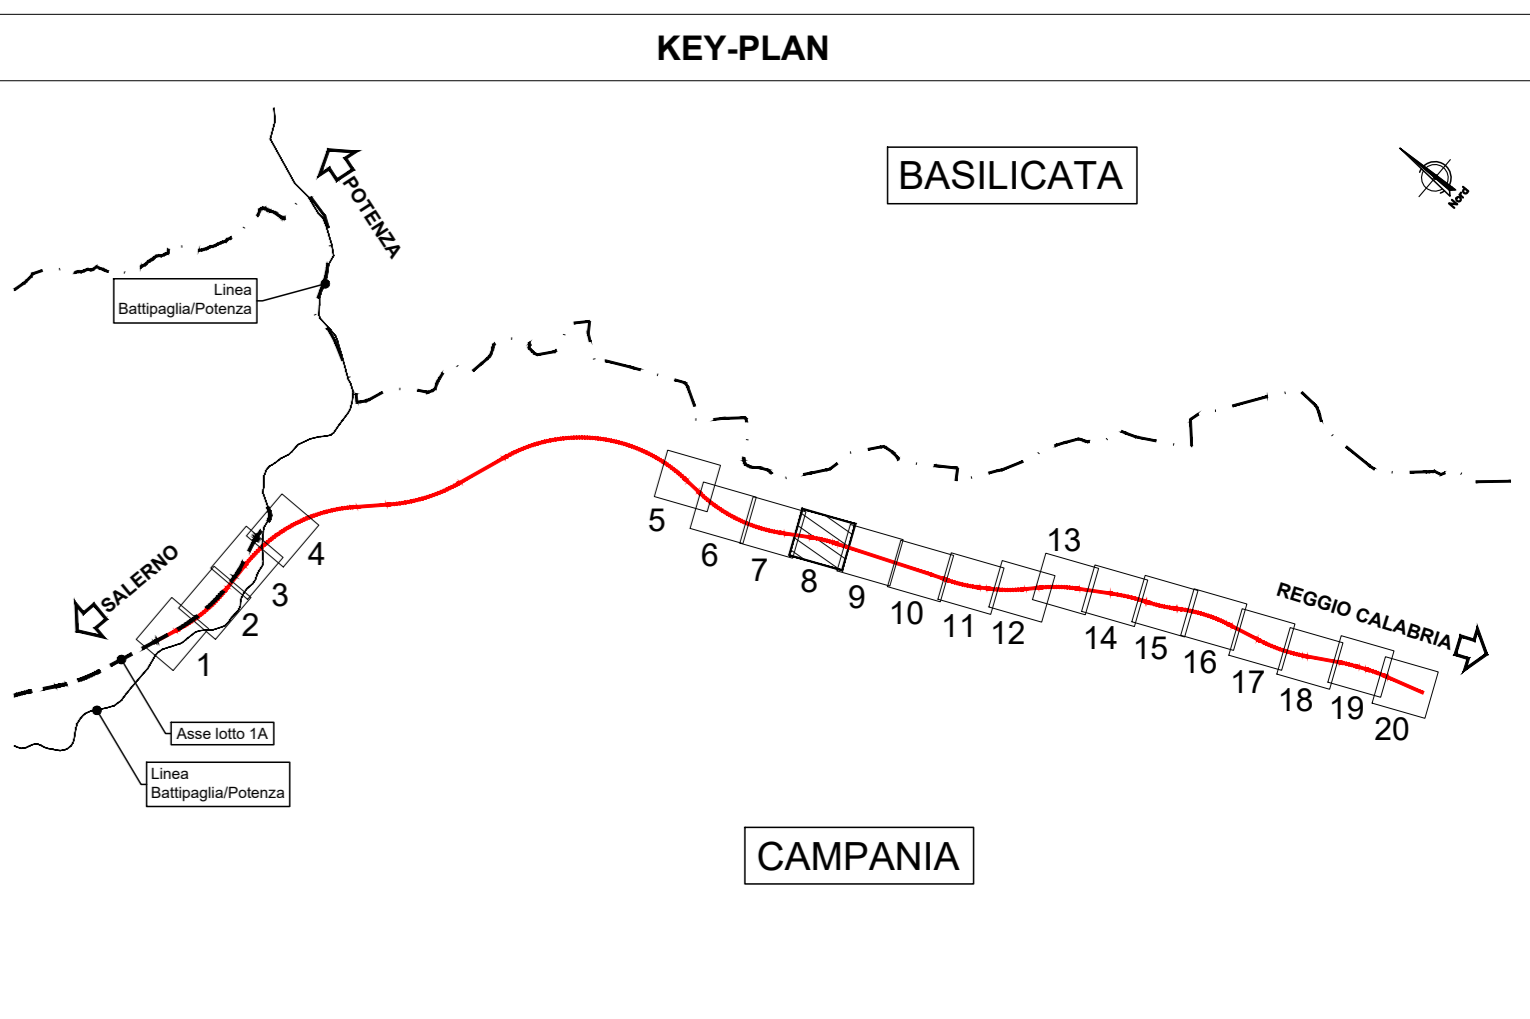 KEY-PLAN
BASILICATA
Nord
POTENZA
Linea
Battipaglia/Potenza
SALERNO
1
2
3
4
5
6
7
8
9
10
11
12
13
14
15
16
17
18
19
20
REGGIO CALABRIA
Asse lotto 1A
Linea
Battipaglia/Potenza
CAMPANIA